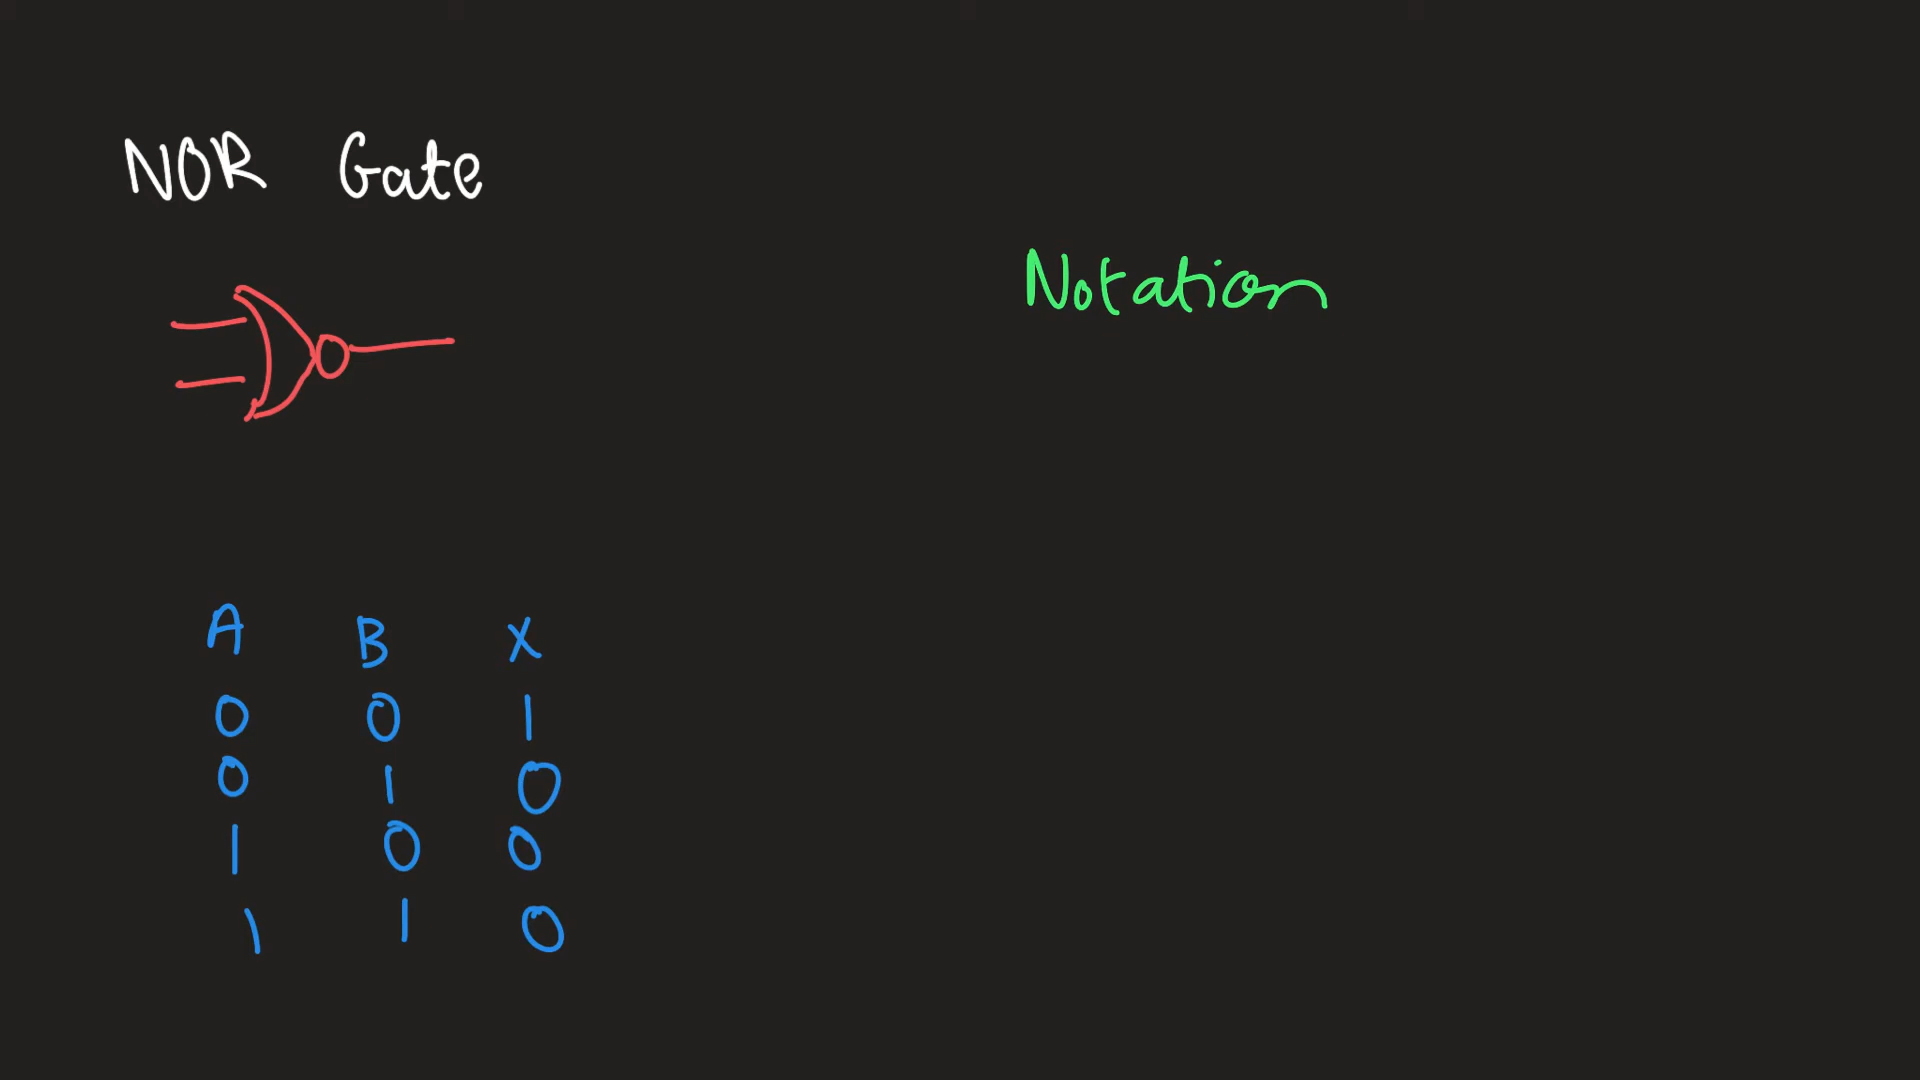 NOR Gate
Notation
A B X
0 0 1
0 1 0
1 0 0
1 1 0